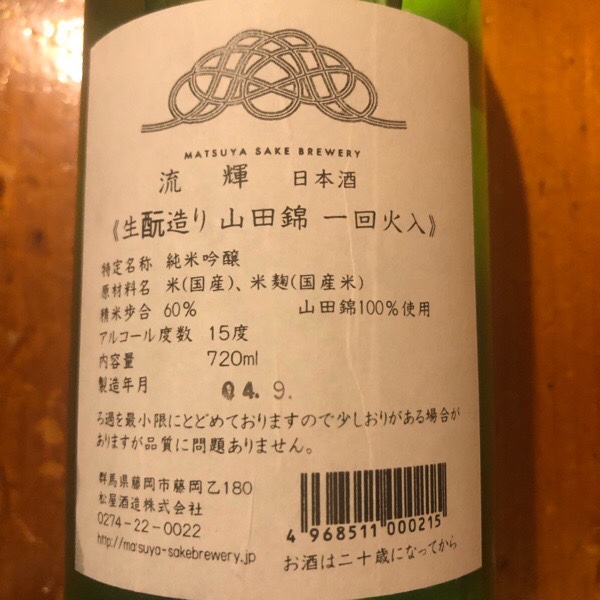 MATSUYA SAKE BREWERY
流輝 日本酒
《生酛造り 山田錦 一回火入》
特定名称 純米吟醸
原材料名 米(国産)、米麹(国産米)
精米歩合 60% 山田錦100%使用
アルコール度数 15度
内容量 720ml
製造年月 04.9.
ろ過を最小限にとどめておりますので少しおりがある場合が
ありますが品質に問題ありません。
群馬県藤岡市藤岡乙180
松屋酒造株式会社
0274-22-0022
http://matsuya-sakebrewery.jp
4 968511 000215
お酒は二十歳になってから